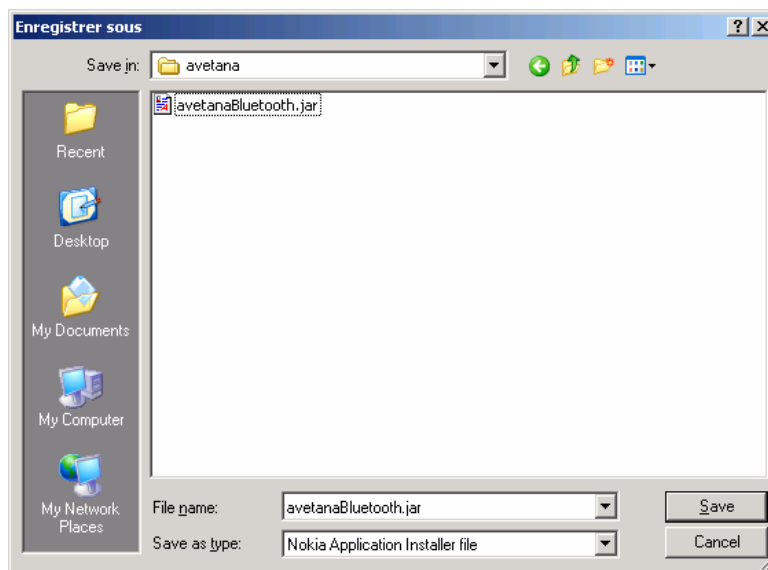 Enregistrer sous
Save in: avetana
avetanaBluetooth.jar
Recent
Desktop
My Documents
My Computer
My Network
Places
File name: avetanaBluetooth.jar Save
Save as type: Nokia Application Installer file Cancel